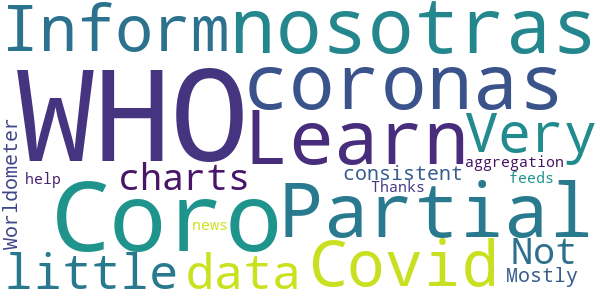 Inform nosotras
WHO coronas
Learn Very
Worldometer help charts consistent aggregation
Thanks feeds
Coro Partial
news
little data Covid Not
Mostly